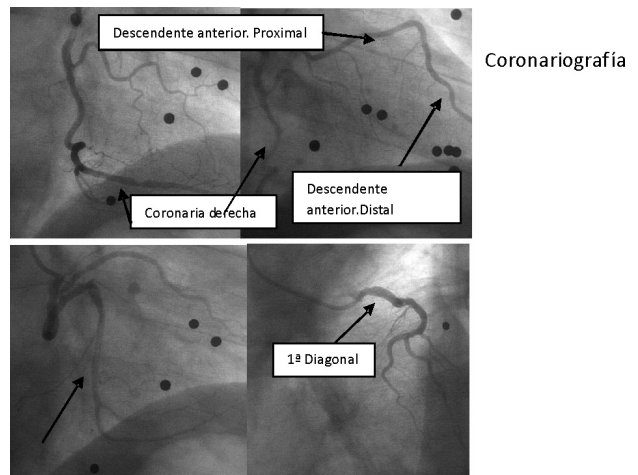 Descendente anterior. Proximal
Coronariografía
Descendente
anterior.Distal
Coronaria derecha
1ª Diagonal